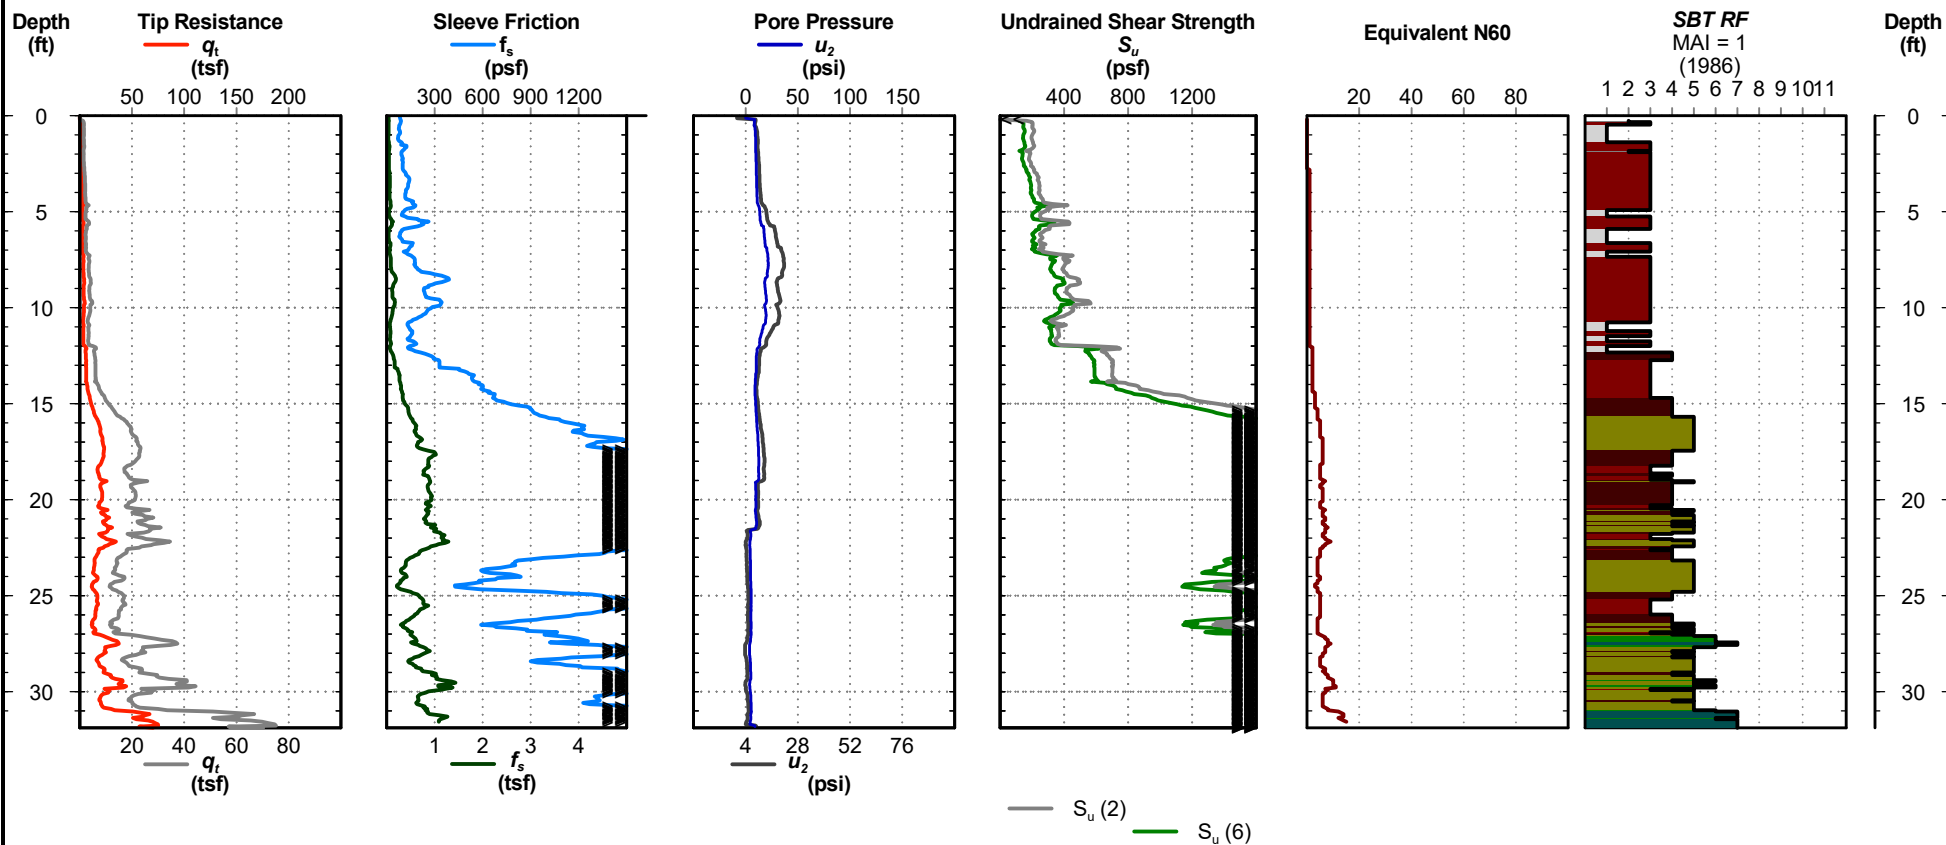 Depth
(ft)
Tip Resistance
qt
(tsf)
50 100 150 200
Sleeve Friction
fs
(psf)
300 600 900 1200
Pore Pressure
u2
(psi)
0 50 100 150
Undrained Shear Strength
Su
(psf)
400 800 1200
Equivalent N60
20 40 60 80
SBT RF
MAI = 1
(1986)
1 2 3 4 5 6 7 8 9 10 11
Depth
(ft)
0
5
10
15
20
25
30
0
5
10
15
20
25
30
20 40 60 80
qt
(tsf)
1 2 3 4
fs
(tsf)
4 28 52 76
u2
(psi)
Su (2)
Su (6)